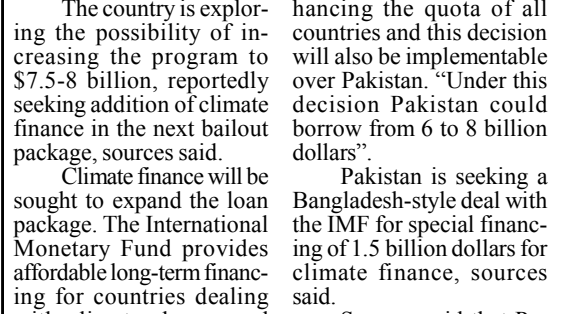 The country is explor-
ing the possibility of in-
creasing the program to
$7.5-8 billion, reportedly
seeking addition of climate
finance in the next bailout
package, sources said.
Climate finance will be
sought to expand the loan
package. The International
Monetary Fund provides
affordable long-term financ-
ing for countries dealing
hancing the quota of all
countries and this decision
will also be implementable
over Pakistan. “Under this
decision Pakistan could
borrow from 6 to 8 billion
dollars”.
Pakistan is seeking a
Bangladesh-style deal with
the IMF for special financ-
ing of 1.5 billion dollars for
climate finance, sources
said.